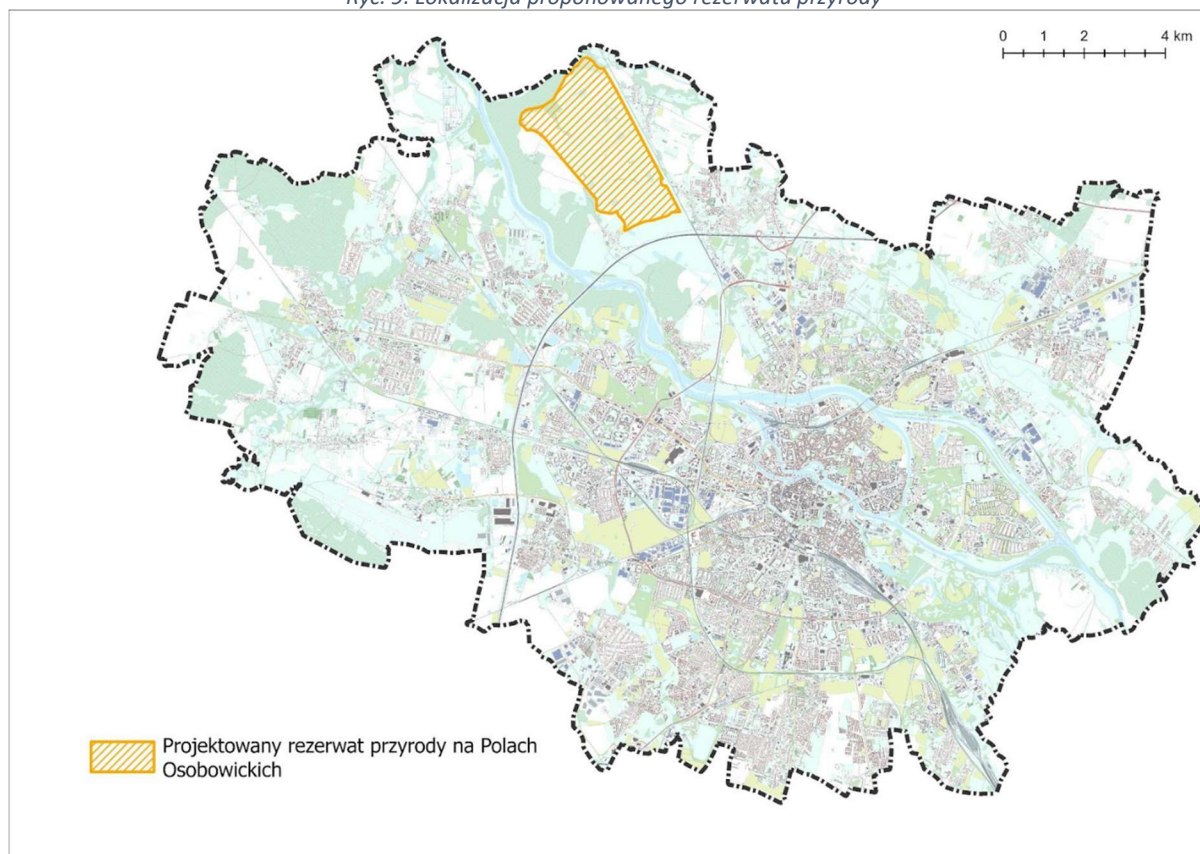 Ryc. 5. Lokalizacja proponowanego rezerwatu przyrody
0 1 2 4 km
Projektowany rezerwat przyrody na Polach
Osobowickich